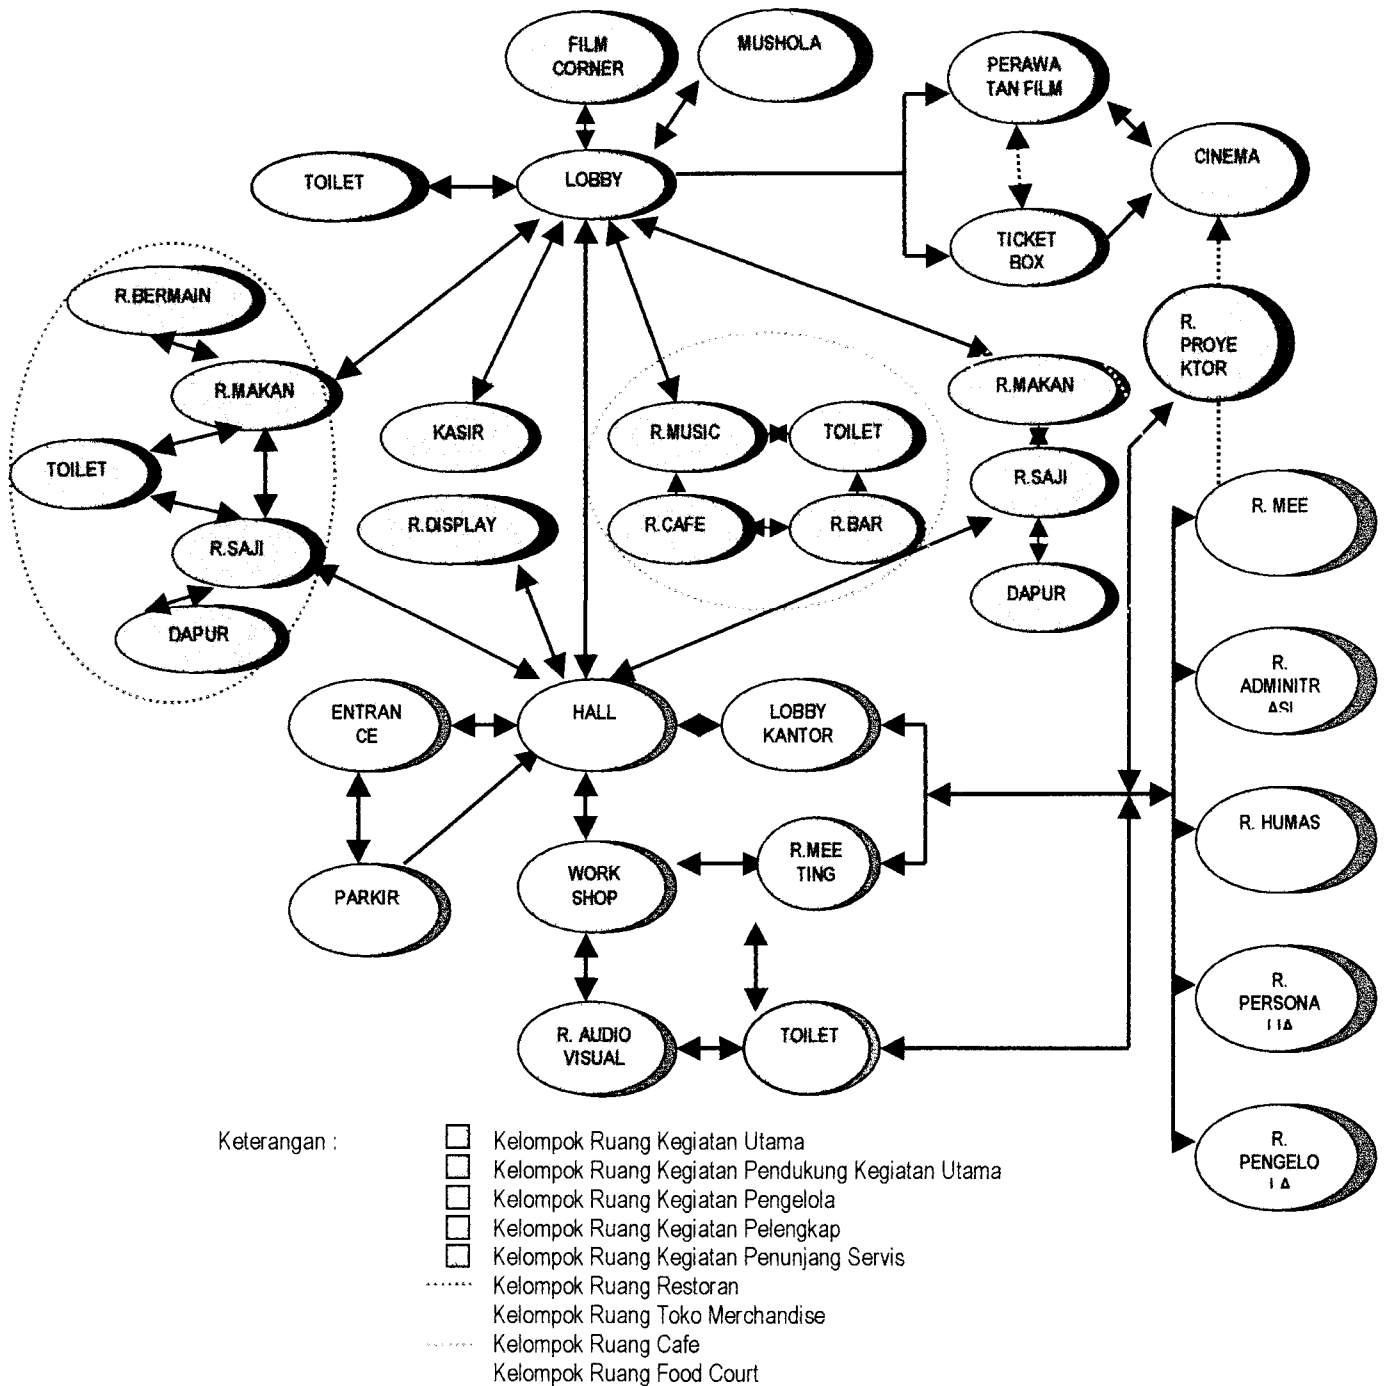 FILM
CORNER
MUSHOLA
PERAWA
TAN FILM
CINEMA
TOILET
LOBBY
TICKET
BOX
R.BERMAIN
R.
PROYE
KTOR
R.MAKAN
R.MAKAN
KASIR
R.MUSIC
TOILET
TOILET
R.SAJI
R.DISPLAY
R.CAFE
R.BAR
R. MEE
R.SAJI
DAPUR
DAPUR
R.
ADMINITR
ASI
ENTRAN
CE
HALL
LOBBY
KANTOR
R. HUMAS
PARKIR
WORK
SHOP
R.MEE
TING
R.
PERSONA
LIA
R. AUDIO
VISUAL
TOILET
R.
PENGELO
LA
Keterangan :
Kelompok Ruang Kegiatan Utama
Kelompok Ruang Kegiatan Pendukung Kegiatan Utama
Kelompok Ruang Kegiatan Pengelola
Kelompok Ruang Kegiatan Pelengkap
Kelompok Ruang Kegiatan Penunjang Servis
Kelompok Ruang Restoran
Kelompok Ruang Toko Merchandise
Kelompok Ruang Cafe
Kelompok Ruang Food Court